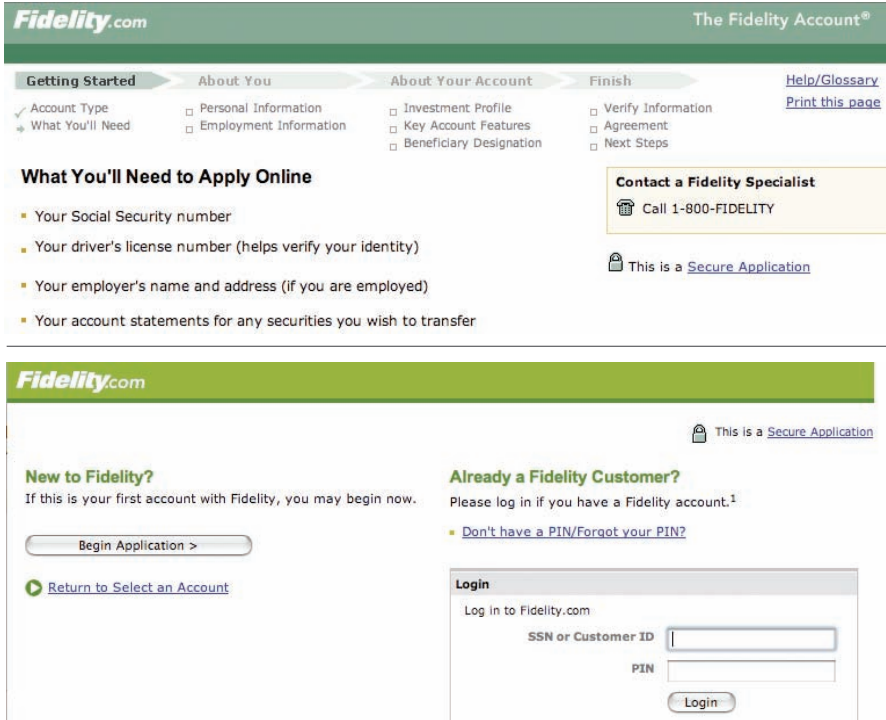 Fidelity.com
The Fidelity Account®
Getting Started
About You
About Your Account
Finish
Help/Glossary
Print this page
Account Type
What You'll Need
Personal Information
Employment Information
Investment Profile
Key Account Features
Beneficiary Designation
Verify Information
Agreement
Next Steps
What You'll Need to Apply Online
Your Social Security number
Your driver's license number (helps verify your identity)
Your employer's name and address (if you are employed)
Your account statements for any securities you wish to transfer
Contact a Fidelity Specialist
Call 1-800-FIDELITY
This is a Secure Application
Fidelity.com
This is a Secure Application
New to Fidelity?
If this is your first account with Fidelity, you may begin now.
Begin Application >
Return to Select an Account
Already a Fidelity Customer?
Please log in if you have a Fidelity account.1
Don't have a PIN/Forgot your PIN?
Login
Log in to Fidelity.com
SSN or Customer ID
PIN
Login